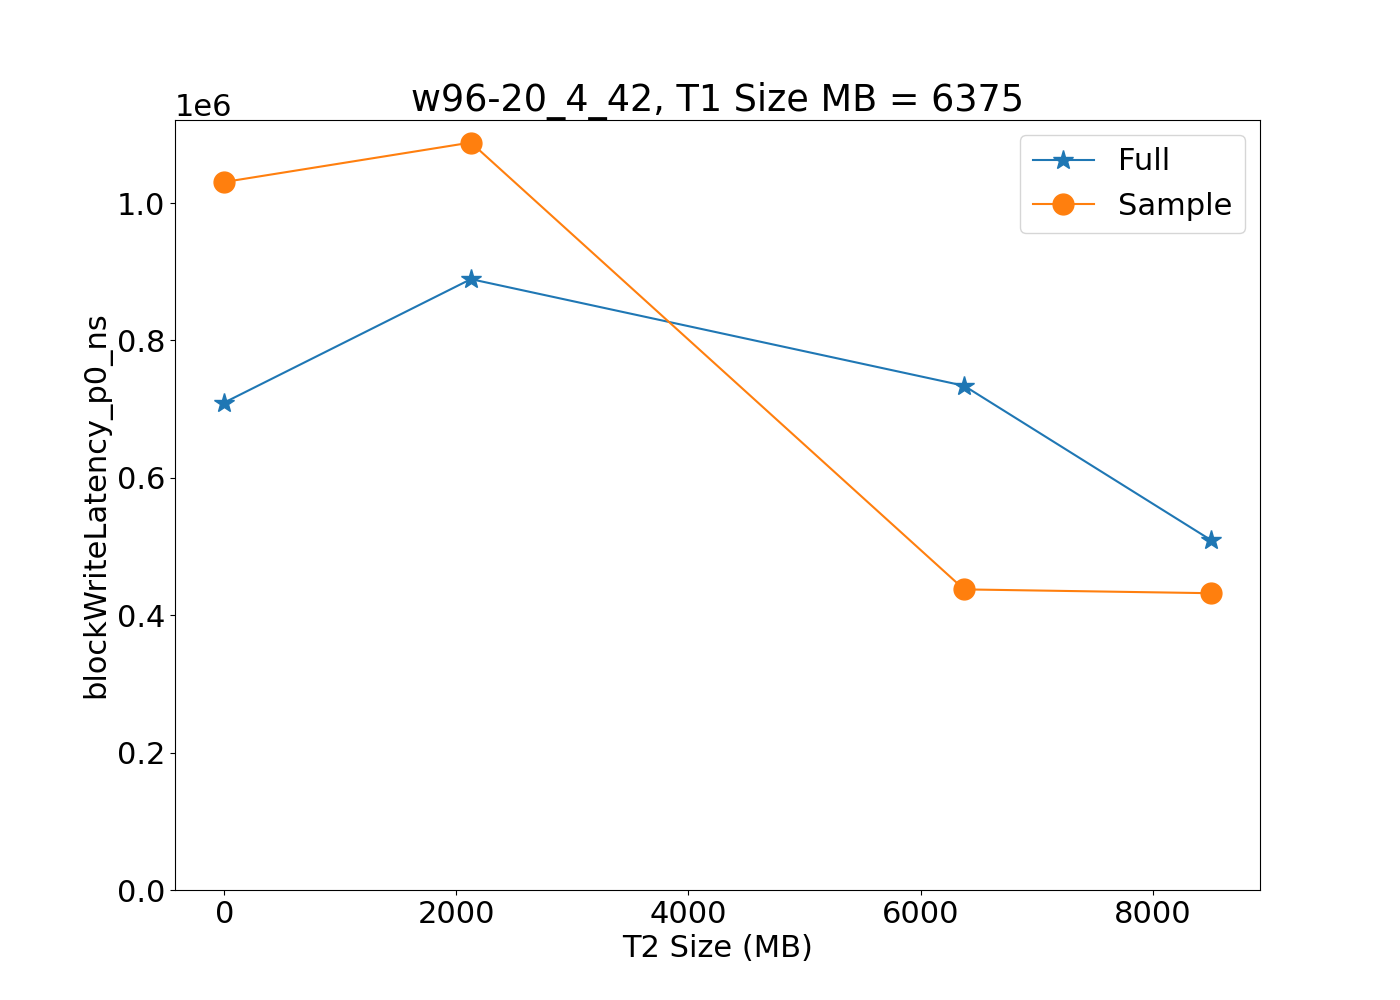 w96-20_4_42, T1 Size MB = 6375
1e6
Full
Sample
1.0
0.8
0.6
0.4
0.2
0.0
blockWriteLatency_p0_ns
0 2000 4000 6000 8000
T2 Size (MB)